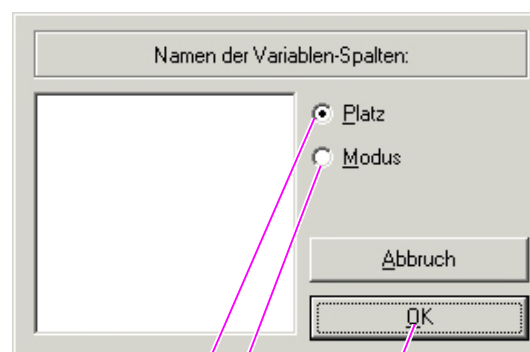 Namen der Variablen-Spalten:
Platz
Modus
Abbruch
OK